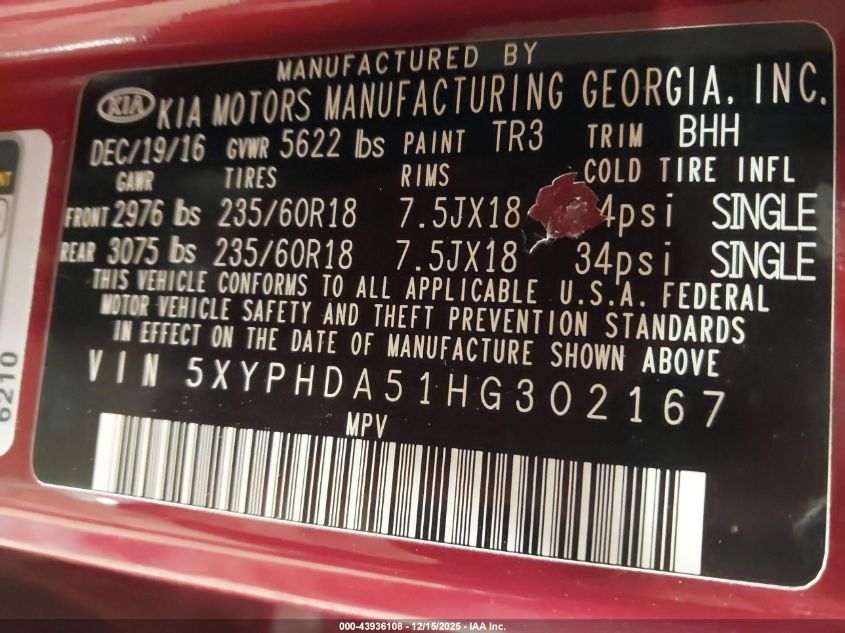 MANUFACTURED BY
KIA KIA MOTORS MANUFACTURING GEORGIA, INC.
DEC/19/16 GVWR 5622 lbs PAINT TR3 TRIM BHH
GAWR TIRES RIMS COLD TIRE INFL
FRONT 2976 lbs 235/60R18 7.5JX18 4psi SINGLE
REAR 3075 lbs 235/60R18 7.5JX18 34psi SINGLE
THIS VEHICLE CONFORMS TO ALL APPLICABLE U.S.A. FEDERAL
MOTOR VEHICLE SAFETY AND THEFT PREVENTION STANDARDS
IN EFFECT ON THE DATE OF MANUFACTURE SHOWN ABOVE
VIN 5XYPHDA51HG302167
MPV
6210
000-43936108 - 12/15/2025 - IAA Inc.